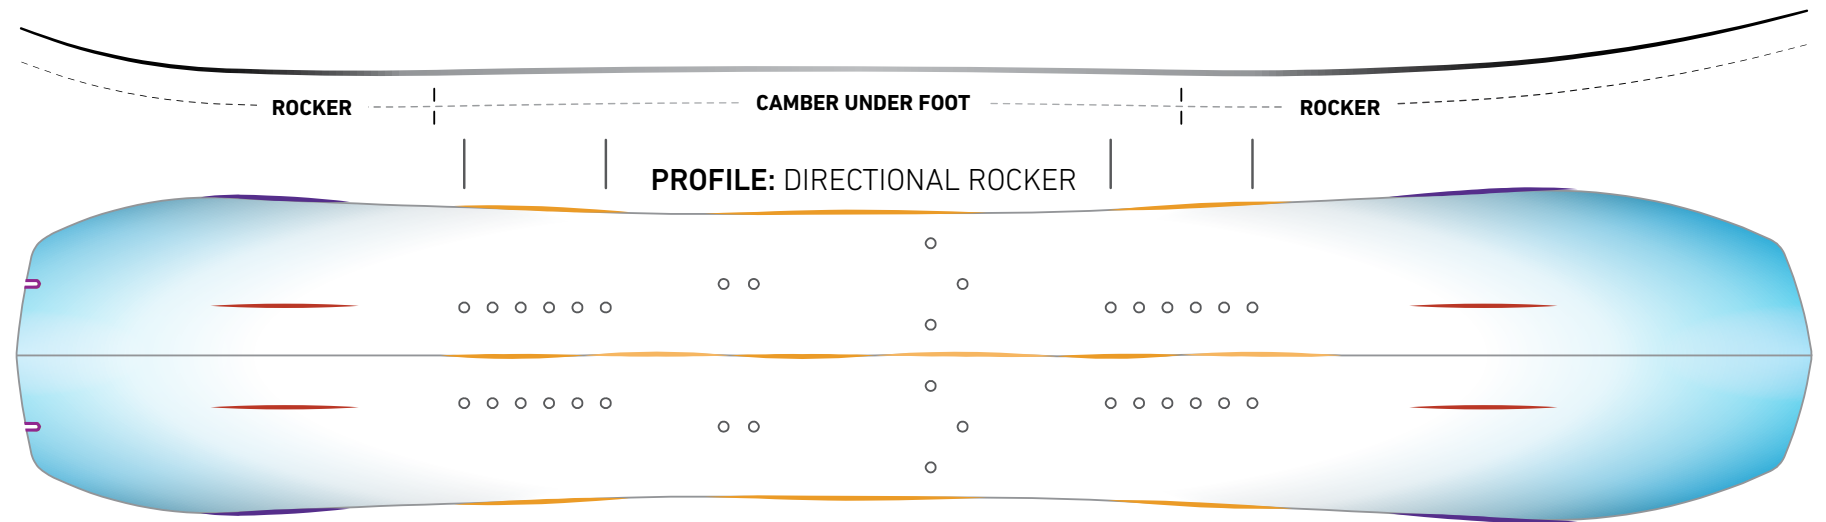 ROCKER
CAMBER UNDER FOOT
ROCKER
PROFILE: DIRECTIONAL ROCKER